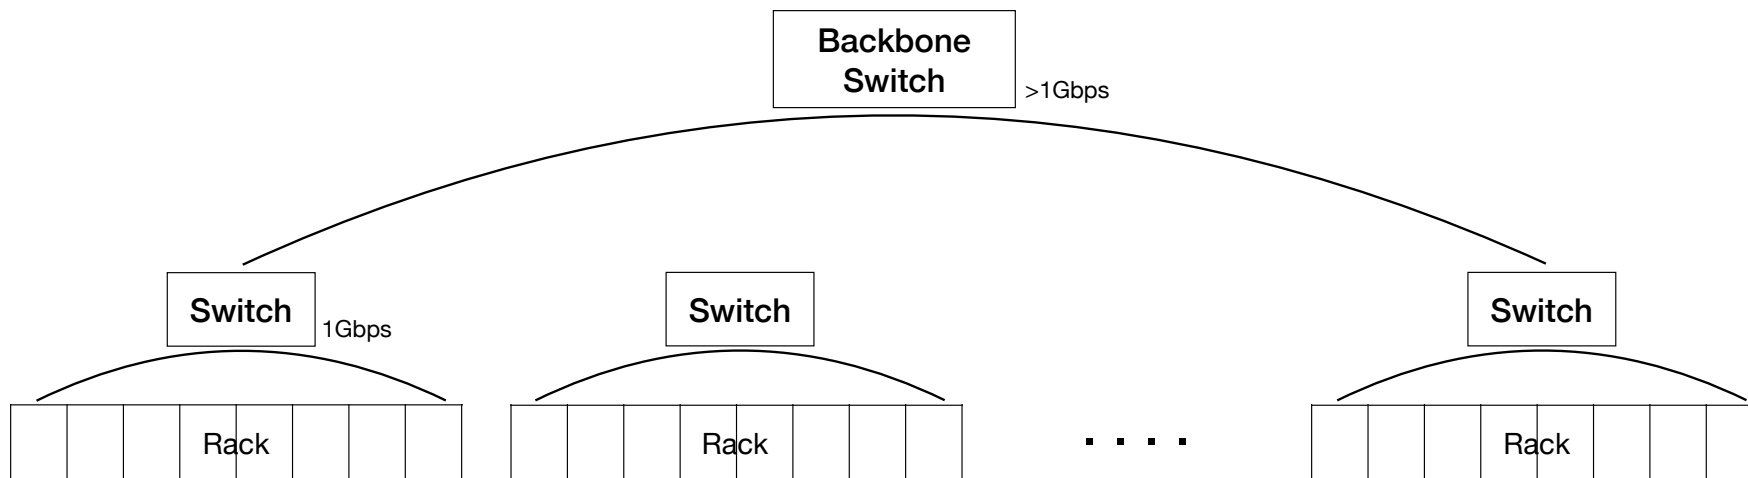 Backbone
Switch
>1Gbps
Switch
1Gbps
Switch
Switch
Rack
Rack
Rack